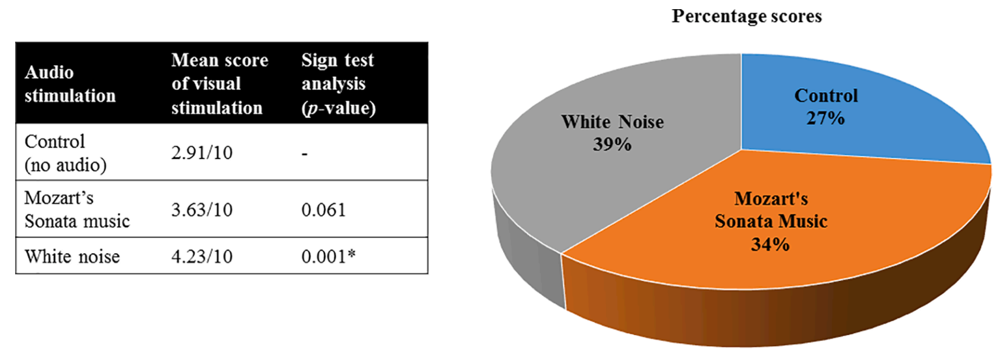 Audio
stimulation
Mean score
of visual
stimulation
Sign test
analysis
(p-value)
Control
(no audio)
2.91/10
-
Mozart’s
Sonata music
3.63/10
0.061
White noise
4.23/10
0.001*
Percentage scores
Control
27%
White Noise
39%
Mozart's
Sonata Music
34%